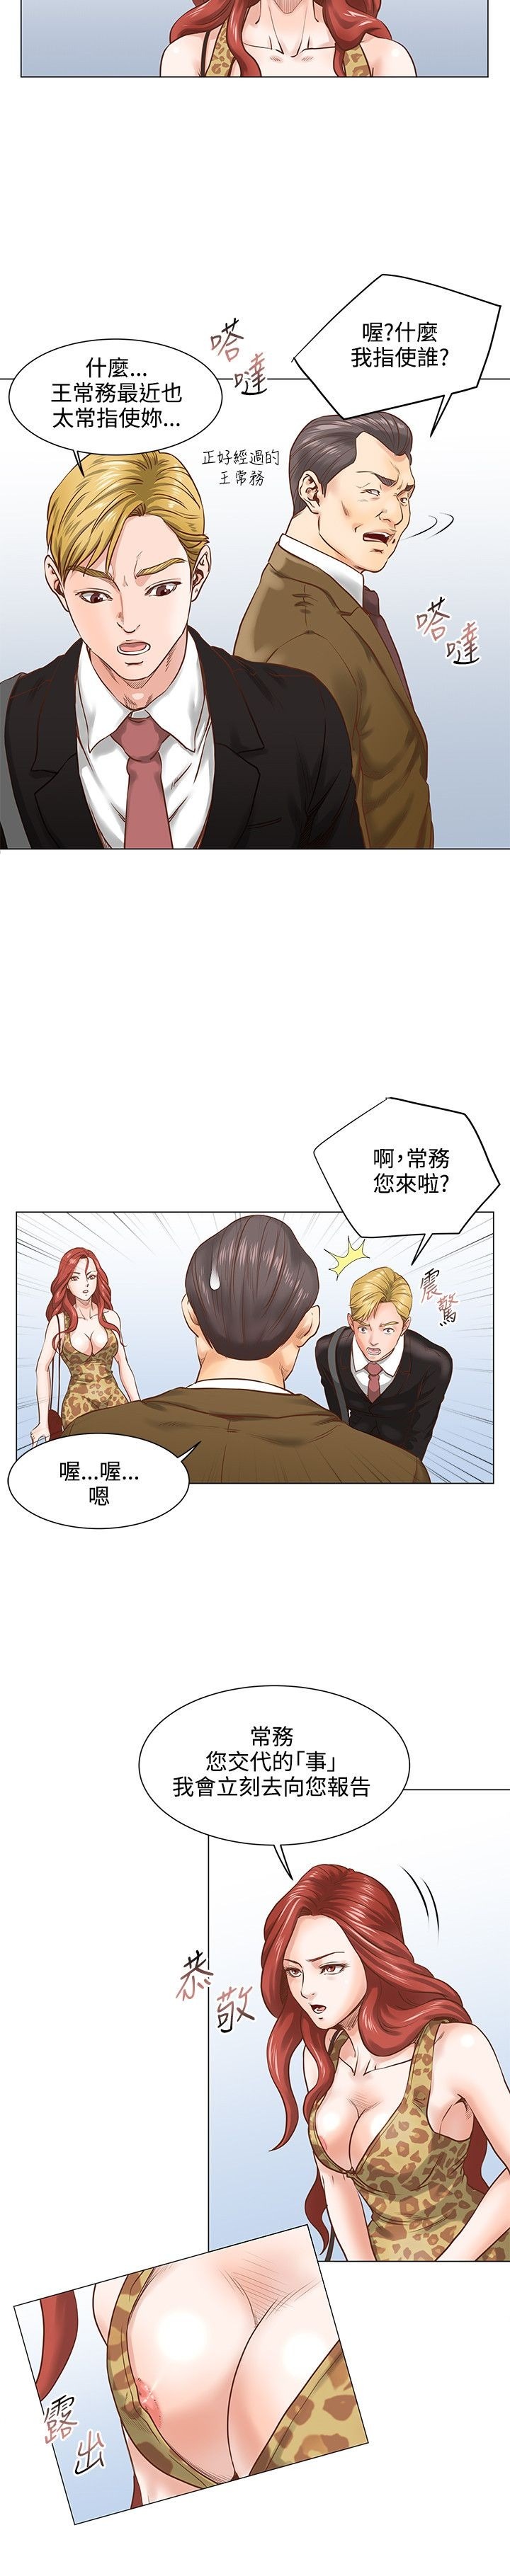 嗒
噠
喔?什麼
我指使誰?
什麼...
王常務最近也
太常指使妳...
正好經過的
王常務
嗒
噠
啊,常務
您來啦?
震
驚
喔...喔...
嗯
常務
您交代的「事」
我會立刻去向您報告
恭
敬
露
出